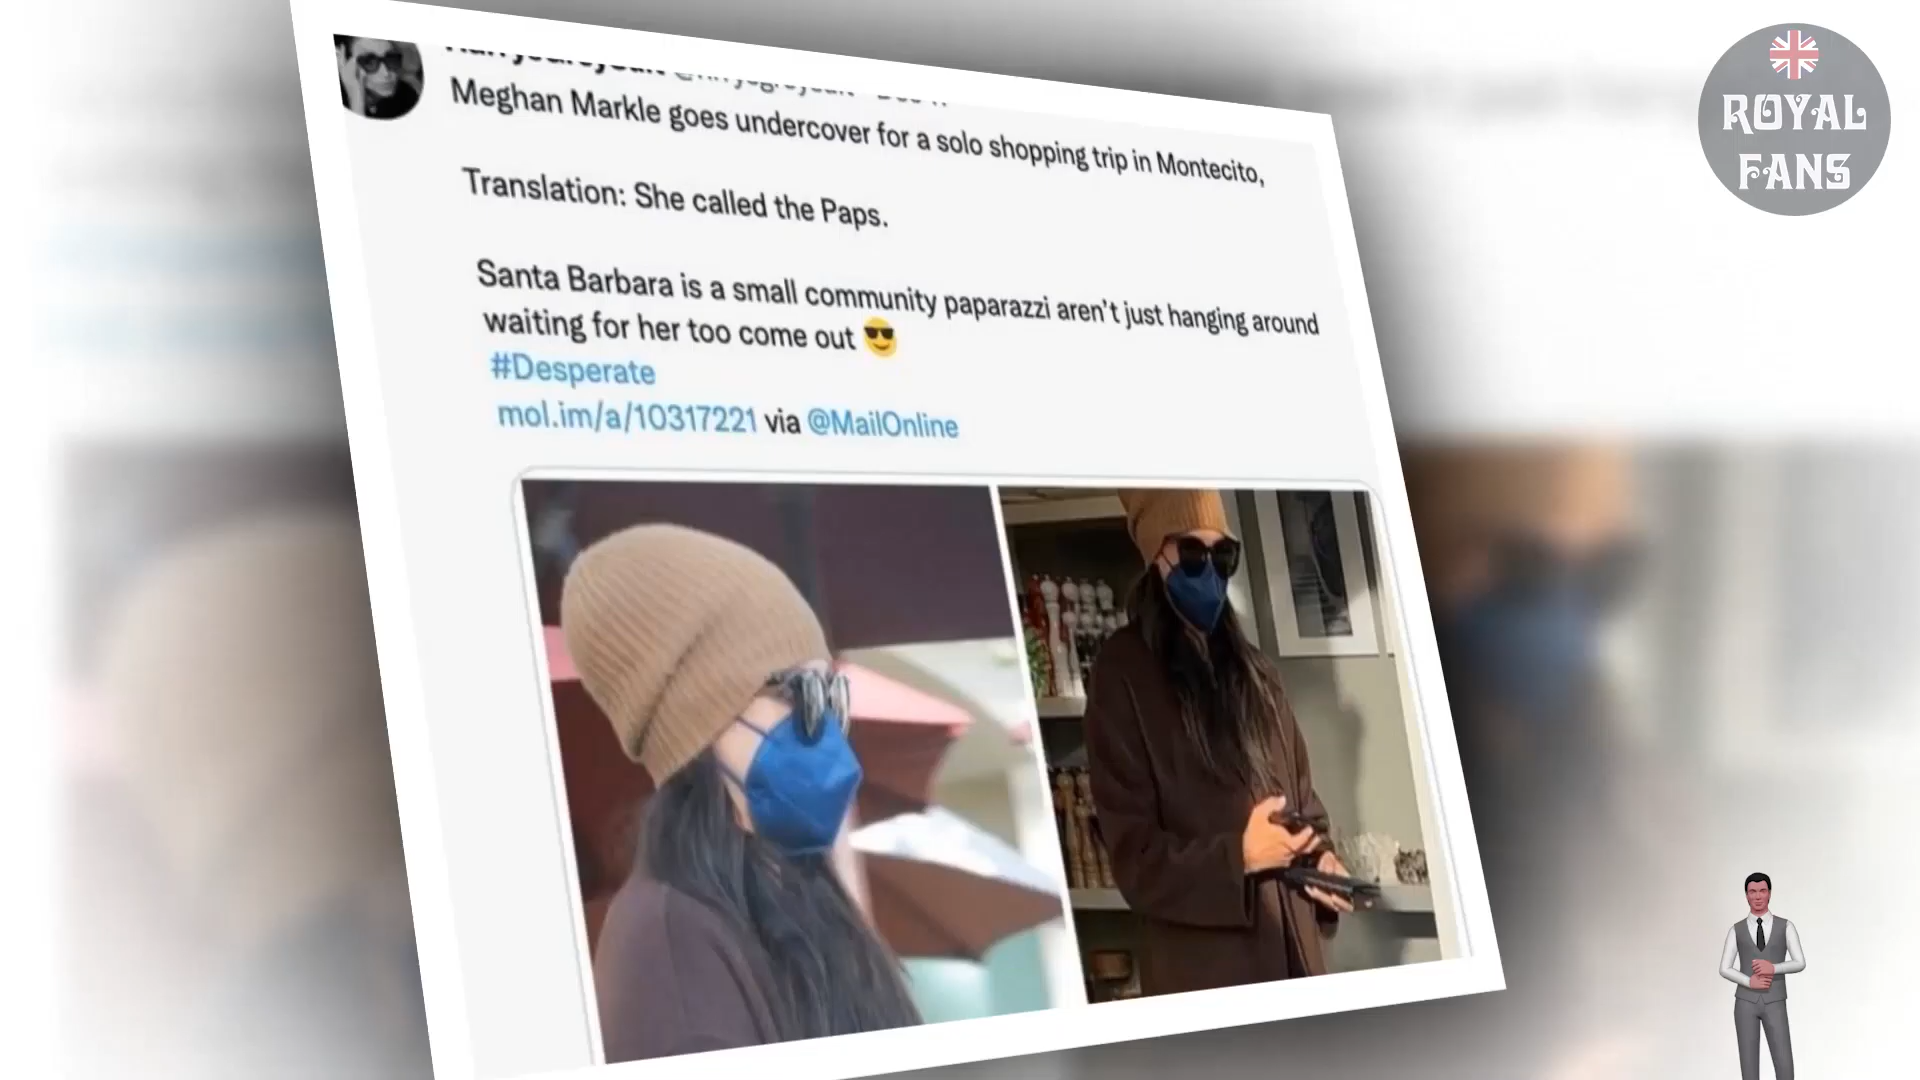 Meghan Markle goes undercover for a solo shopping trip in Montecito,
Translation: She called the Paps.
Santa Barbara is a small community paparazzi aren't just hanging around
waiting for her too come out 😎
#Desperate
mol.im/a/10317221 via @MailOnline
ROYAL
FANS